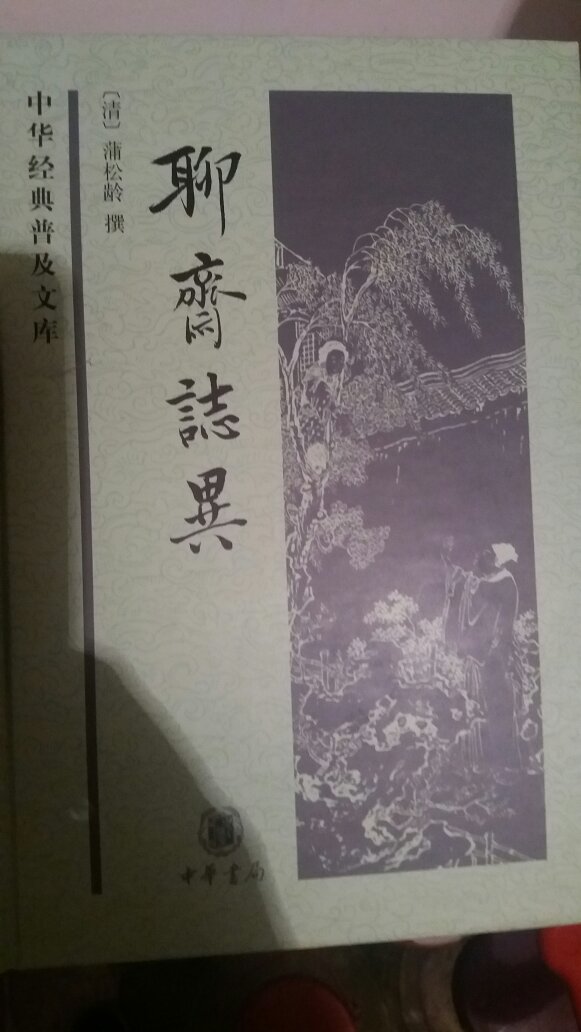 中华经典普及文库
〔清〕 蒲松龄 撰
聊齋誌異
中華書局